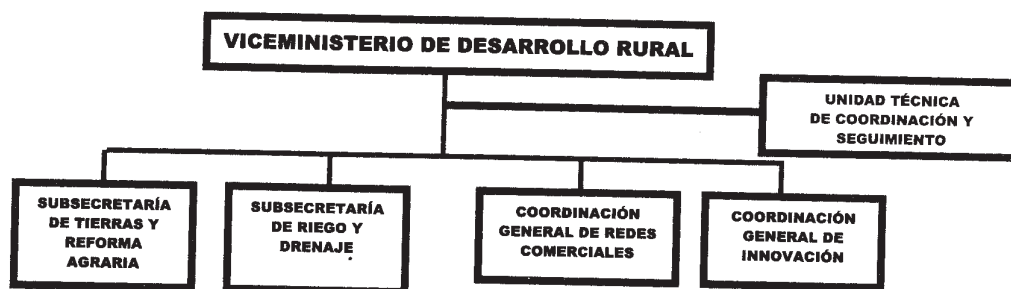 VICEMINISTERIO DE DESARROLLO RURAL
UNIDAD TÉCNICA
DE COORDINACIÓN Y
SEGUIMIENTO
SUBSECRETARÍA
DE TIERRAS Y
REFORMA
AGRARIA
SUBSECRETARÍA
DE RIEGO Y
DRENAJE
COORDINACIÓN
GENERAL DE REDES
COMERCIALES
COORDINACIÓN
GENERAL DE
INNOVACIÓN